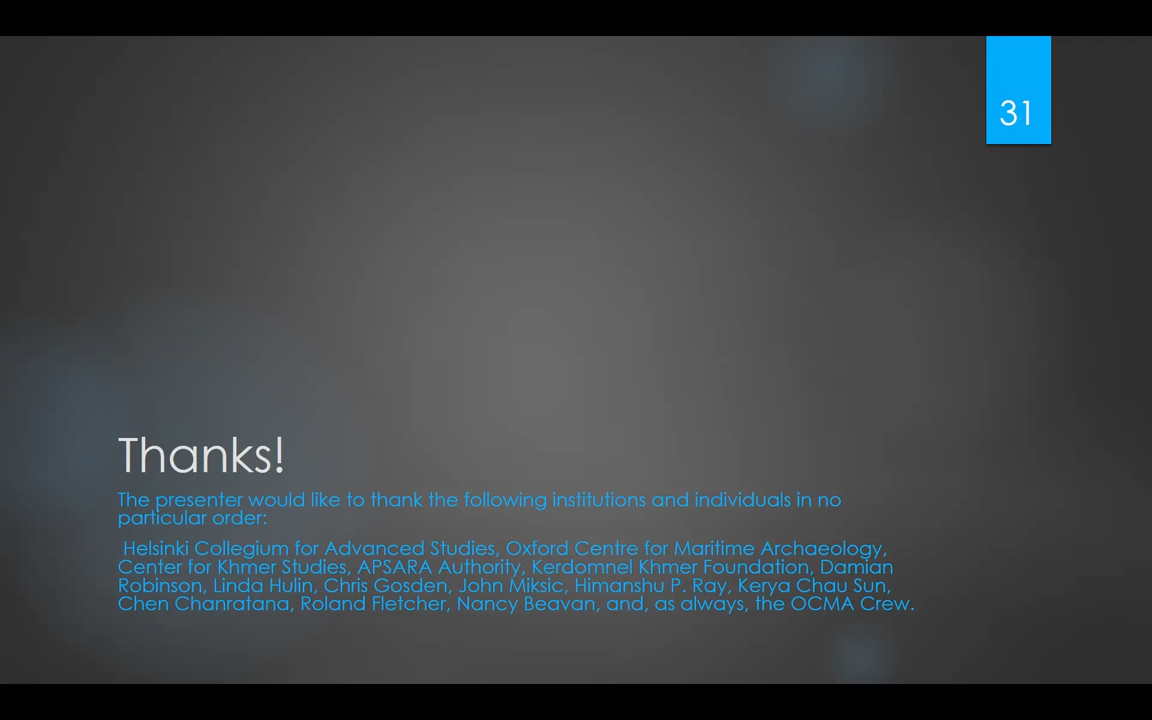 31
Thanks!
The presenter would like to thank the following institutions and individuals in no
particular order:
Helsinki Collegium for Advanced Studies, Oxford Centre for Maritime Archaeology,
Center for Khmer Studies, APSARA Authority, Kerdomnel Khmer Foundation, Damian
Robinson, Linda Hulin, Chris Gosden, John Miksic, Himanshu P. Ray, Kerya Chau Sun,
Chen Chanratana, Roland Fletcher, Nancy Beavan, and, as always, the OCMA Crew.